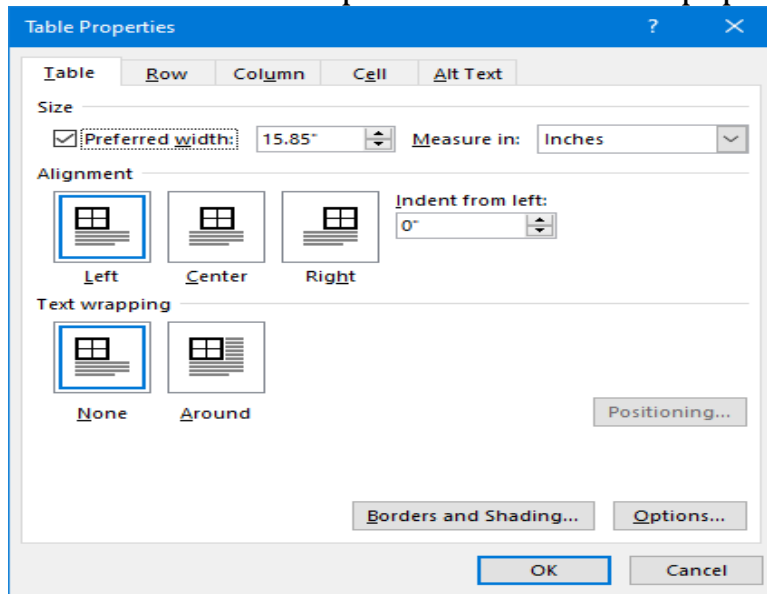 Table Properties ? ×
Table Row Column Cell Alt Text
Size
Preferred width: 15.85" Measure in: Inches
Alignment
Indent from left:
0"
Left Center Right
Text wrapping
None Around
Positioning...
Borders and Shading... Options...
OK Cancel